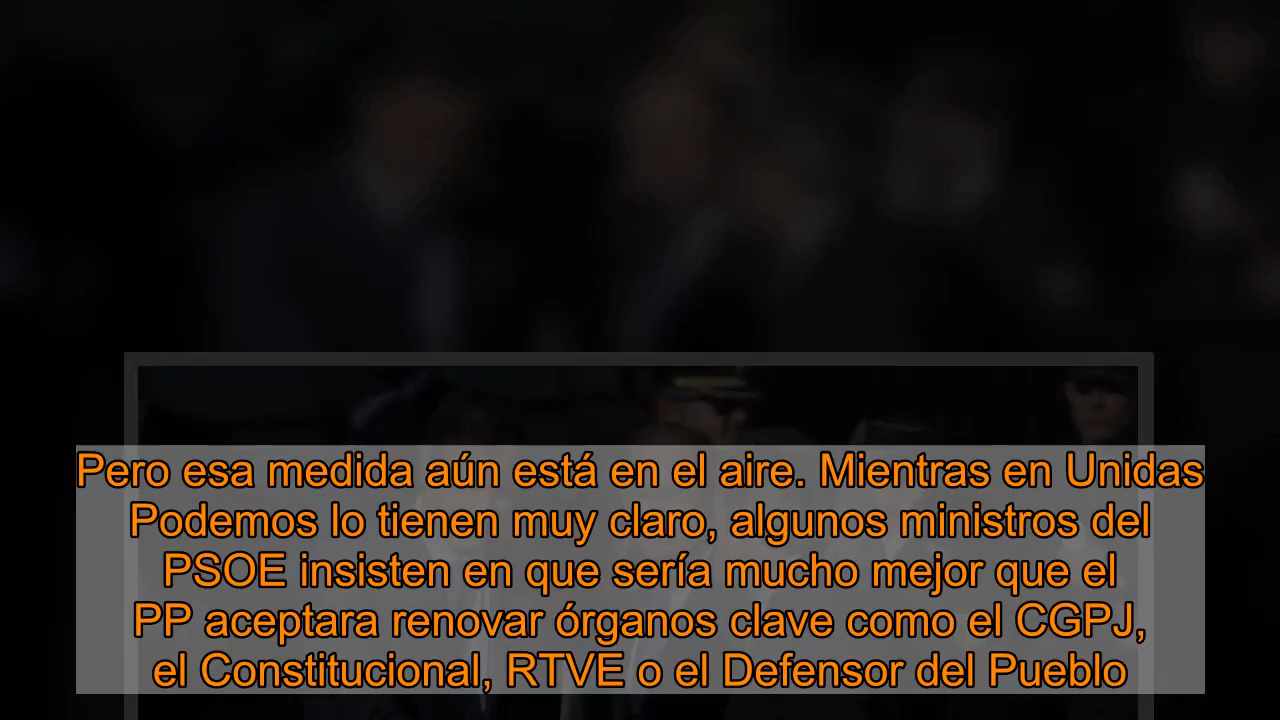 Pero esa medida aún está en el aire. Mientras en Unidas
Podemos lo tienen muy claro, algunos ministros del
PSOE insisten en que sería mucho mejor que el
PP aceptara renovar órganos clave como el CGPJ,
el Constitucional, RTVE o el Defensor del Pueblo